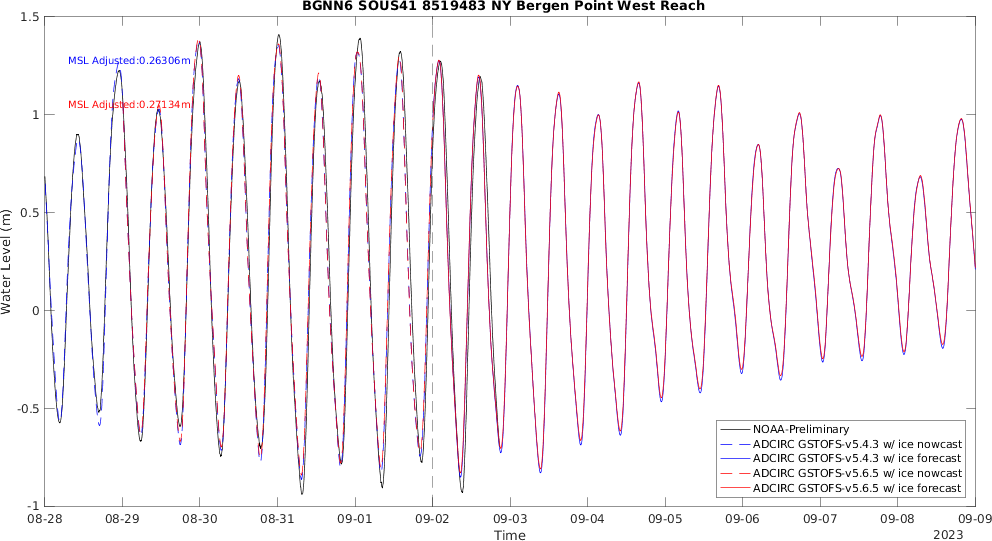 BGNN6 SOUS41 8519483 NY Bergen Point West Reach
1.5
MSL Adjusted:0.26306m
MSL Adjusted:0.27134m
1
0.5
0
-0.5
-1
Water Level (m)
NOAA-Preliminary
ADCIRC GSTOFS-v5.4.3 w/ ice nowcast
ADCIRC GSTOFS-v5.4.3 w/ ice forecast
ADCIRC GSTOFS-v5.6.5 w/ ice nowcast
ADCIRC GSTOFS-v5.6.5 w/ ice forecast
08-28 08-29 08-30 08-31 09-01 09-02 09-03 09-04 09-05 09-06 09-07 09-08 09-09
Time
2023